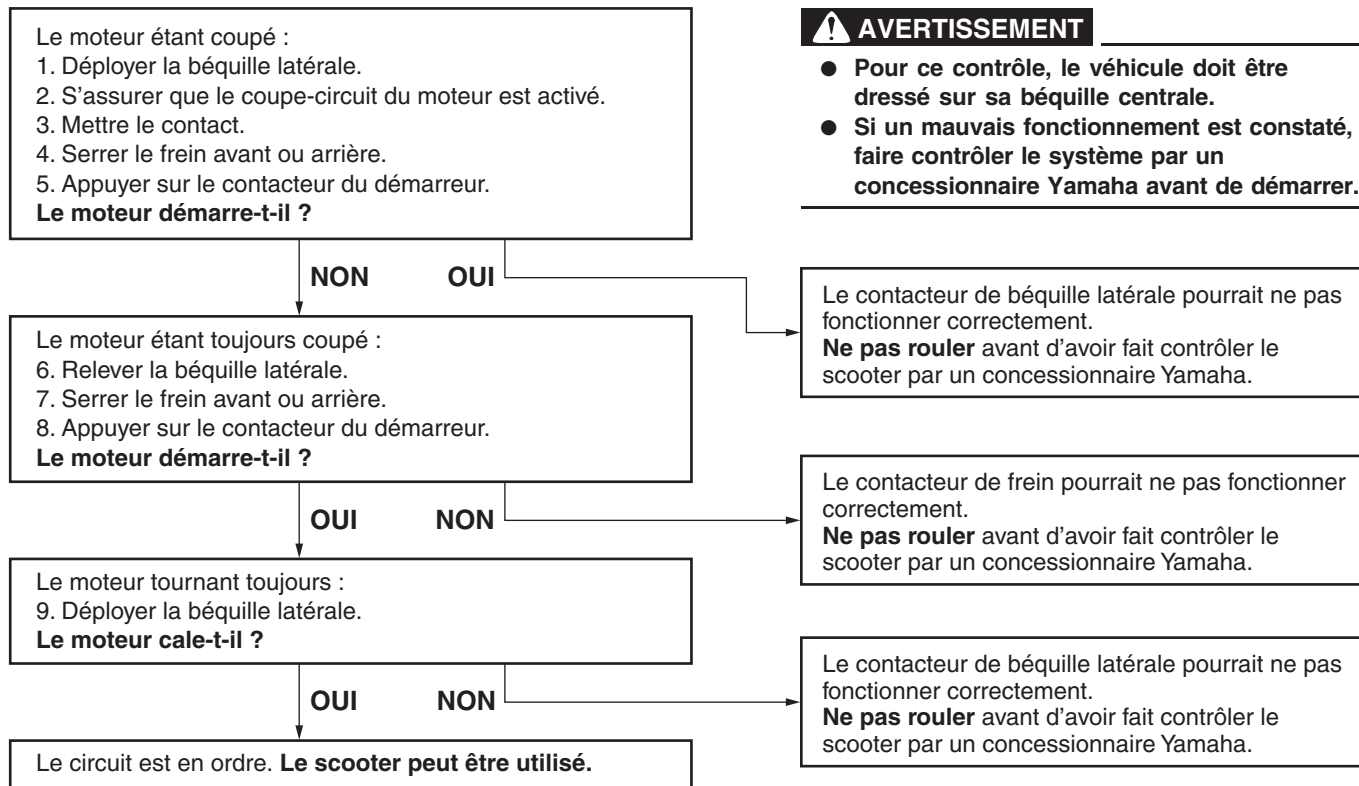 Le moteur étant coupé :
1. Déployer la béquille latérale.
2. S'assurer que le coupe-circuit du moteur est activé.
3. Mettre le contact.
4. Serrer le frein avant ou arrière.
5. Appuyer sur le contacteur du démarreur.
Le moteur démarre-t-il ?
AVERTISSEMENT
● Pour ce contrôle, le véhicule doit être
dressé sur sa béquille centrale.
● Si un mauvais fonctionnement est constaté,
faire contrôler le système par un
concessionnaire Yamaha avant de démarrer.
NON OUI
Le contacteur de béquille latérale pourrait ne pas
fonctionner correctement.
Ne pas rouler avant d'avoir fait contrôler le
scooter par un concessionnaire Yamaha.
Le moteur étant toujours coupé :
6. Relever la béquille latérale.
7. Serrer le frein avant ou arrière.
8. Appuyer sur le contacteur du démarreur.
Le moteur démarre-t-il ?
OUI NON
Le contacteur de frein pourrait ne pas fonctionner
correctement.
Ne pas rouler avant d'avoir fait contrôler le
scooter par un concessionnaire Yamaha.
Le moteur tournant toujours :
9. Déployer la béquille latérale.
Le moteur cale-t-il ?
OUI NON
Le contacteur de béquille latérale pourrait ne pas
fonctionner correctement.
Ne pas rouler avant d'avoir fait contrôler le
scooter par un concessionnaire Yamaha.
Le circuit est en ordre. Le scooter peut être utilisé.